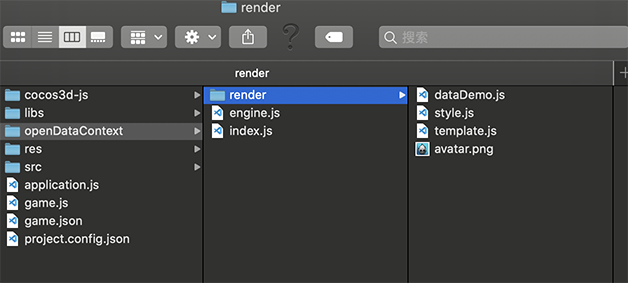 render
搜索
render
cocos3d-js
libs
openDataContext
res
src
application.js
game.js
game.json
project.config.json
render
engine.js
index.js
dataDemo.js
style.js
template.js
avatar.png